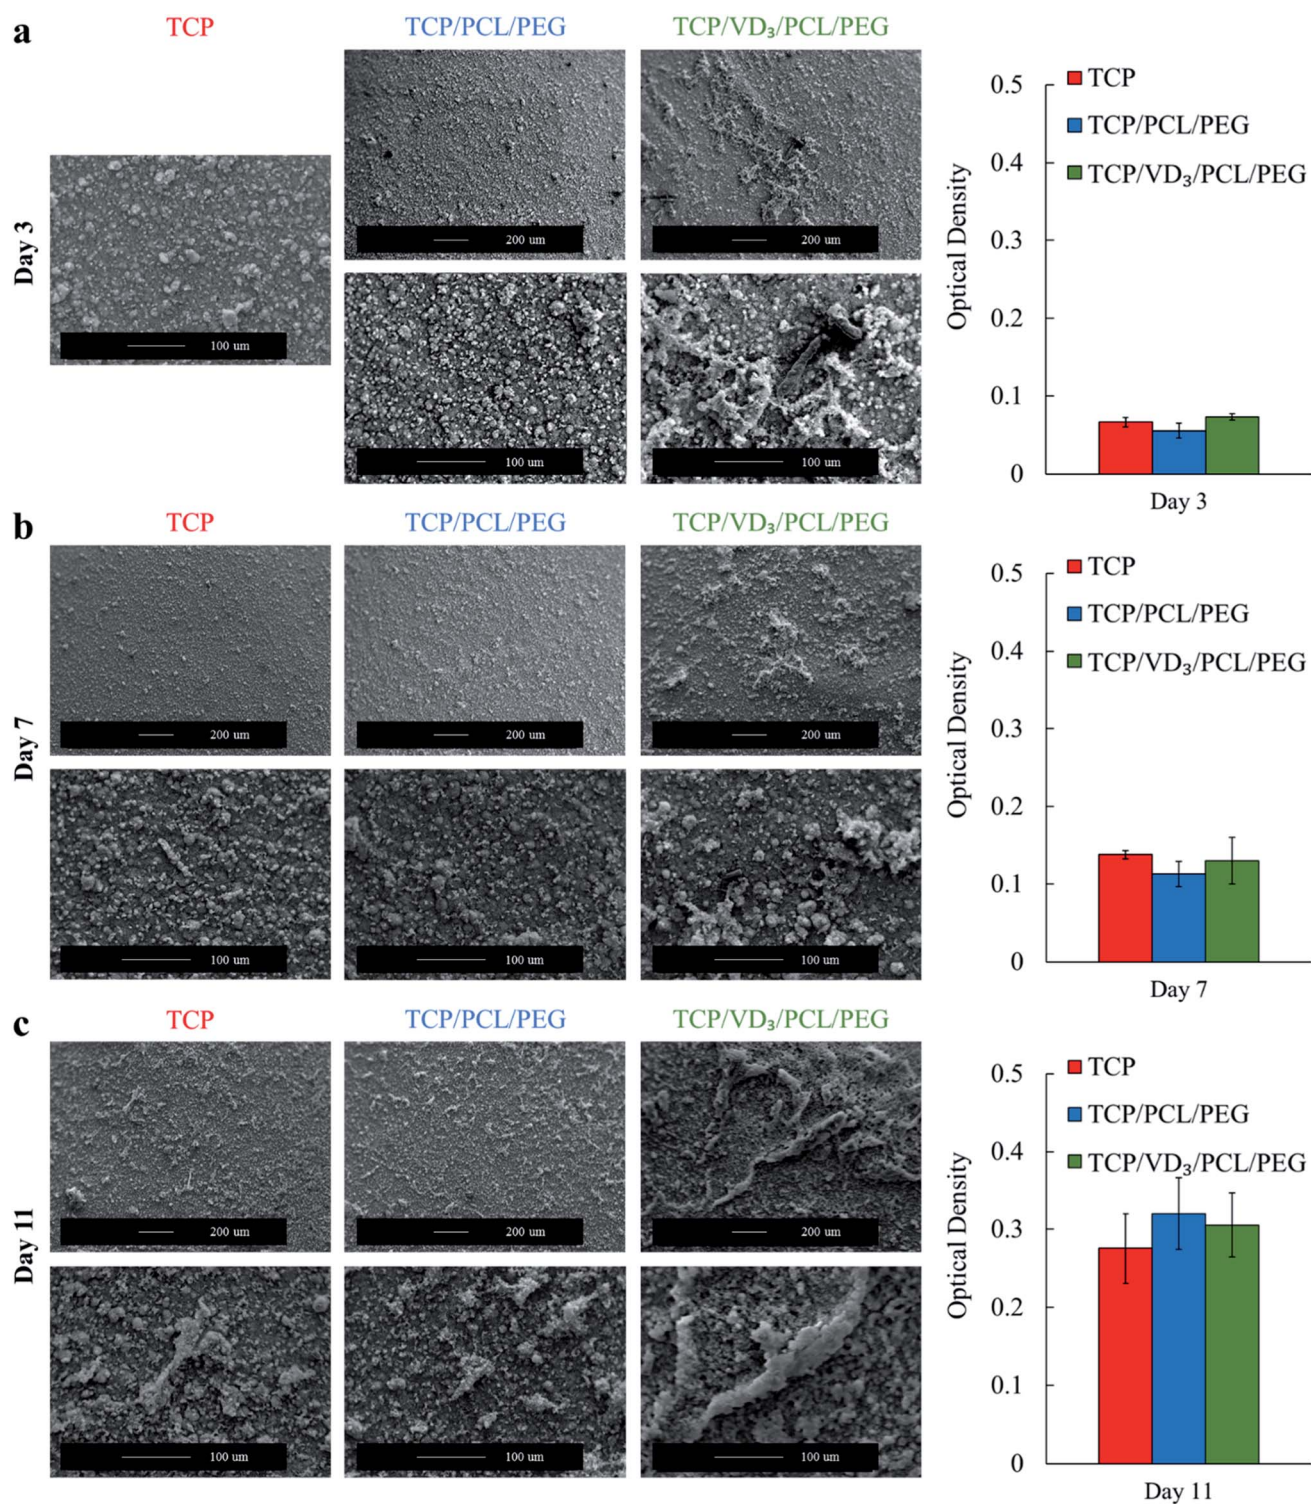 a
TCP
TCP/PCL/PEG
TCP/VD₃/PCL/PEG
Day 3
100 um
200 um
200 um
100 um
100 um
Optical Density
0.5
0.4
0.3
0.2
0.1
0
TCP
TCP/PCL/PEG
TCP/VD₃/PCL/PEG
Day 3
b
TCP
TCP/PCL/PEG
TCP/VD₃/PCL/PEG
Day 7
200 um
200 um
200 um
100 um
100 um
100 um
Optical Density
0.5
0.4
0.3
0.2
0.1
0
TCP
TCP/PCL/PEG
TCP/VD₃/PCL/PEG
Day 7
c
TCP
TCP/PCL/PEG
TCP/VD₃/PCL/PEG
Day 11
200 um
200 um
200 um
100 um
100 um
100 um
Optical Density
0.5
0.4
0.3
0.2
0.1
0
TCP
TCP/PCL/PEG
TCP/VD₃/PCL/PEG
Day 11